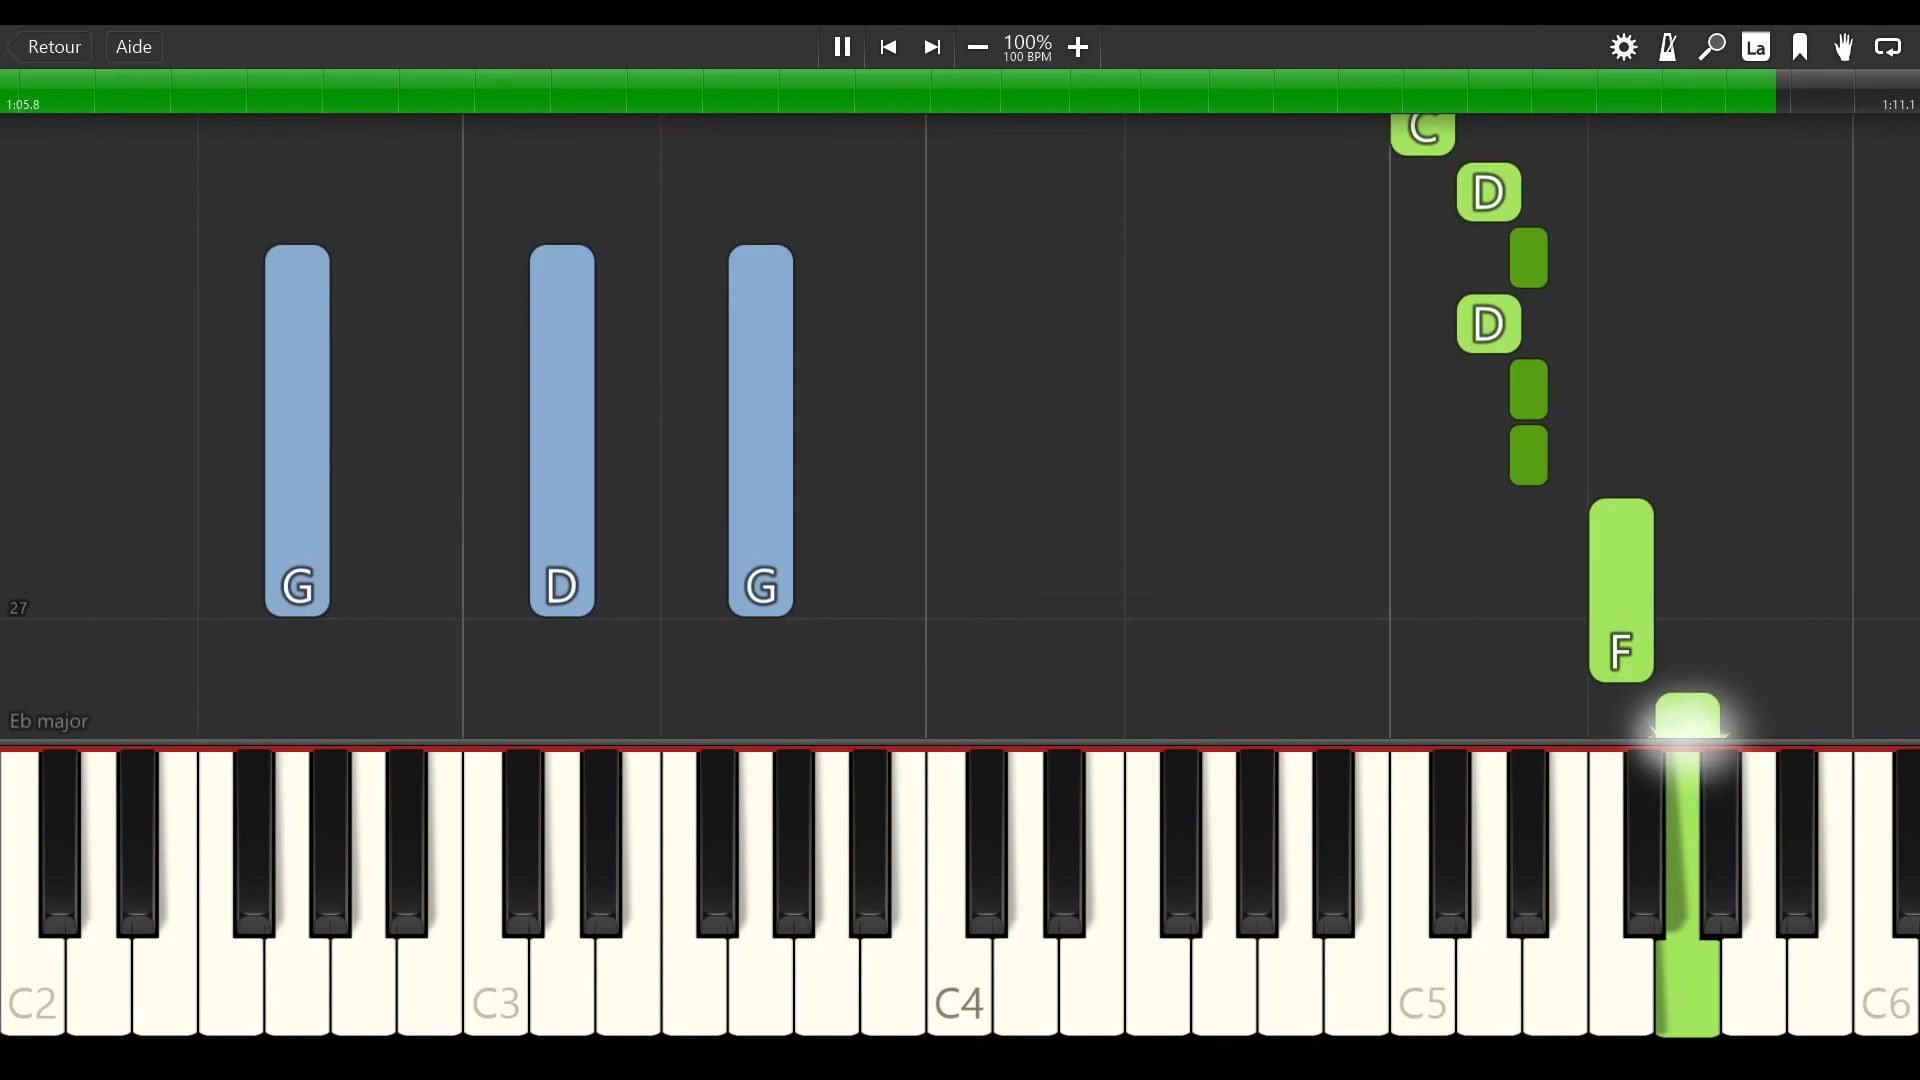 Retour Aide 100% La
100 BPM
1:05.8 1:11.1
C
D
D
G D G
27
F
Eb major
C2 C3 C4 C5 C6